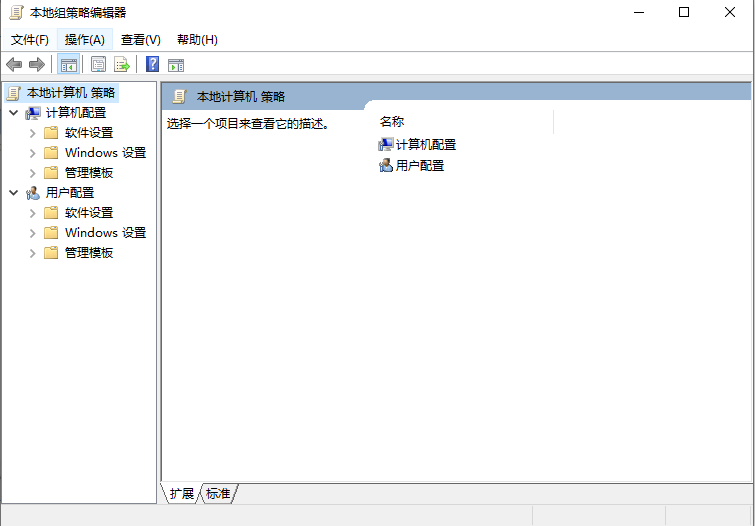 本地组策略编辑器
文件(F) 操作(A) 查看(V) 帮助(H)
本地计算机 策略
计算机配置
软件设置
Windows 设置
管理模板
用户配置
软件设置
Windows 设置
管理模板
本地计算机 策略
选择一个项目来查看它的描述。
名称
计算机配置
用户配置
扩展 标准